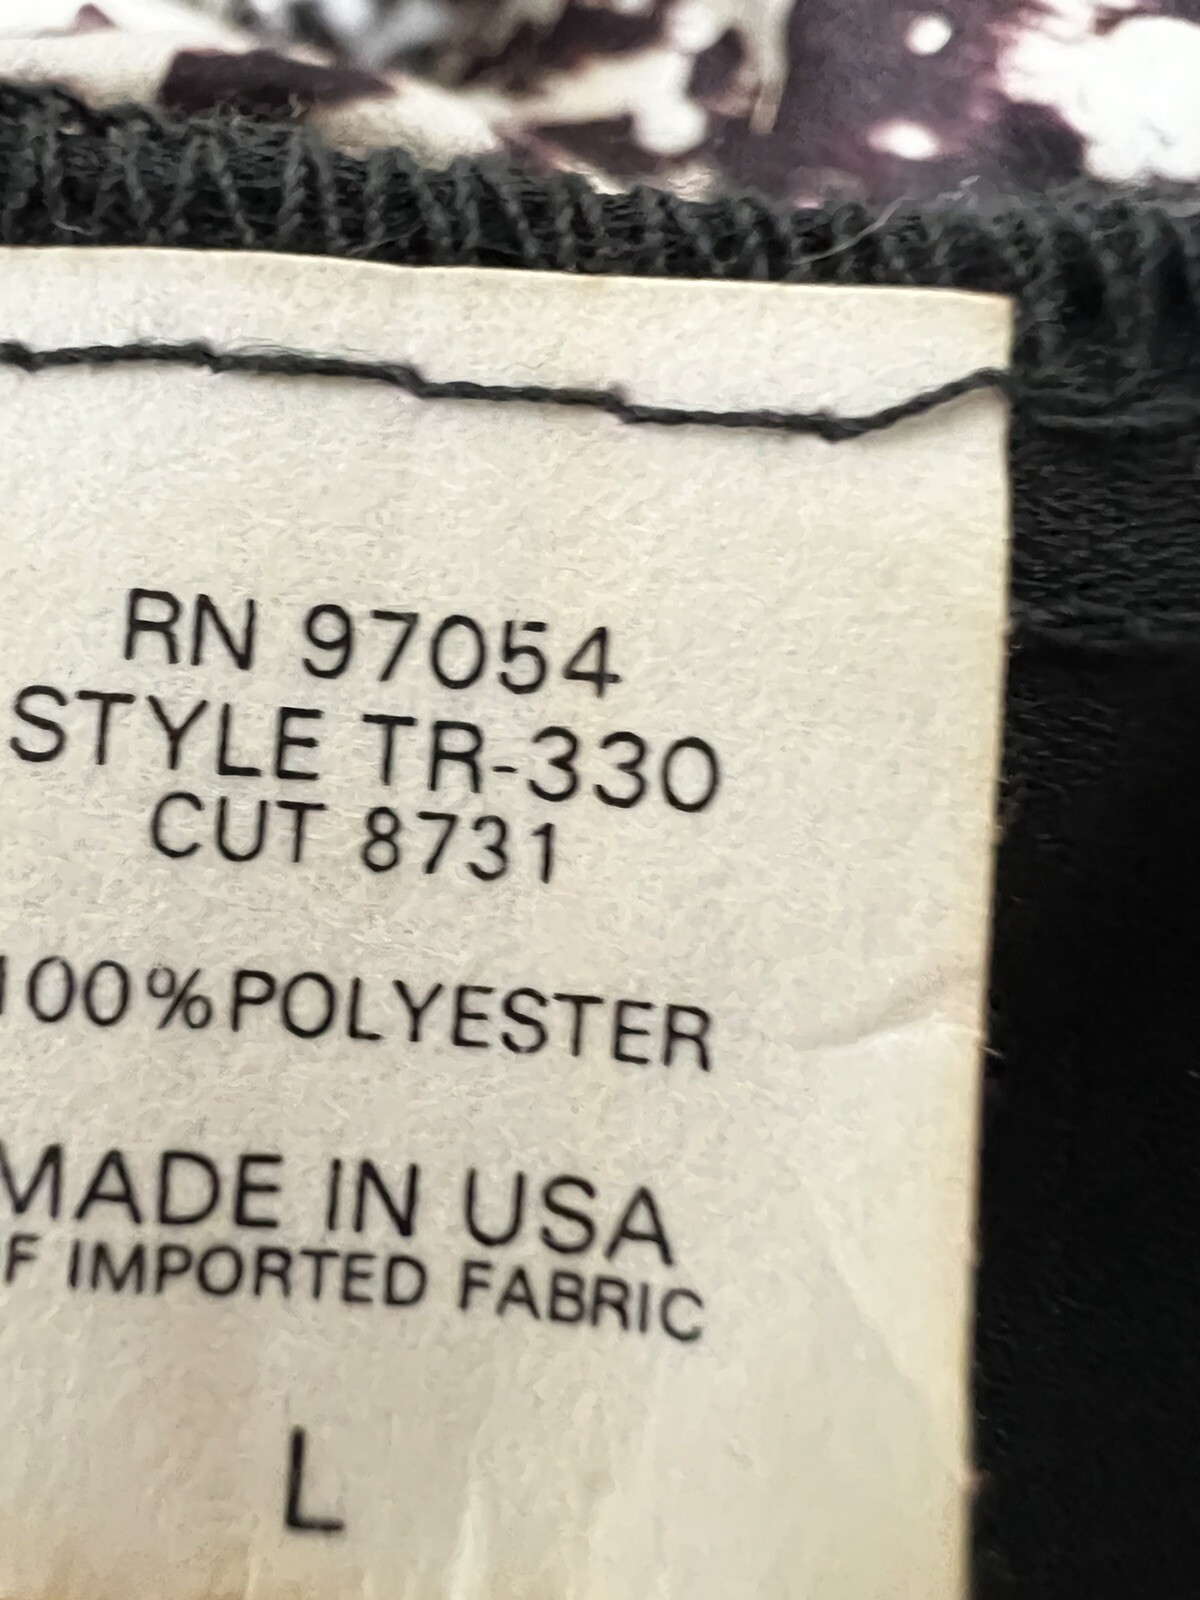 RN 97054
STYLE TR-330
CUT 8731
100%POLYESTER
MADE IN USA
F IMPORTED FABRIC
L